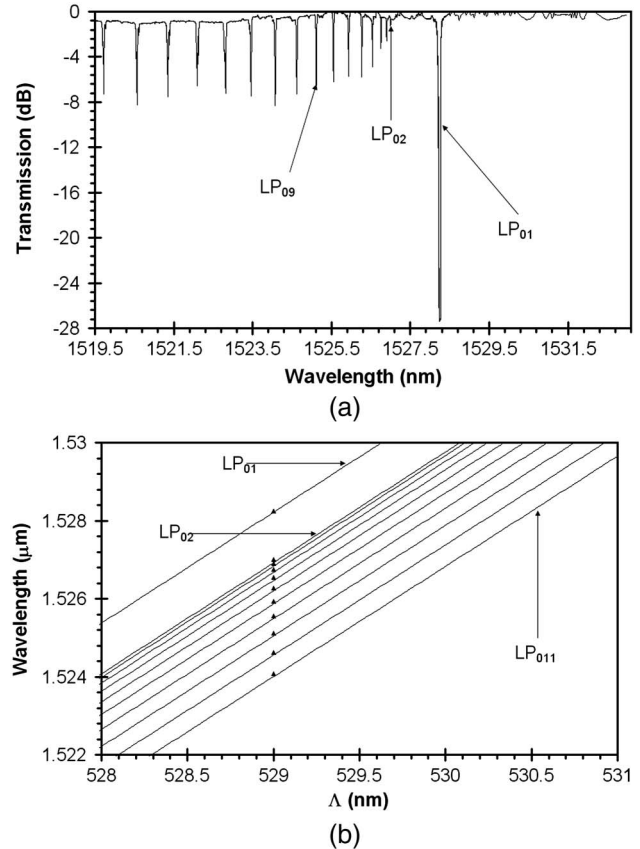 0
-4
-8
-12
-16
-20
-24
-28
Transmission (dB)
LP09
LP02
LP01
1519.5 1521.5 1523.5 1525.5 1527.5 1529.5 1531.5
Wavelength (nm)
(a)
1.53
1.528
1.526
1.524
1.522
Wavelength (μm)
LP01
LP02
LP011
528 528.5 529 529.5 530 530.5 531
Λ (nm)
(b)